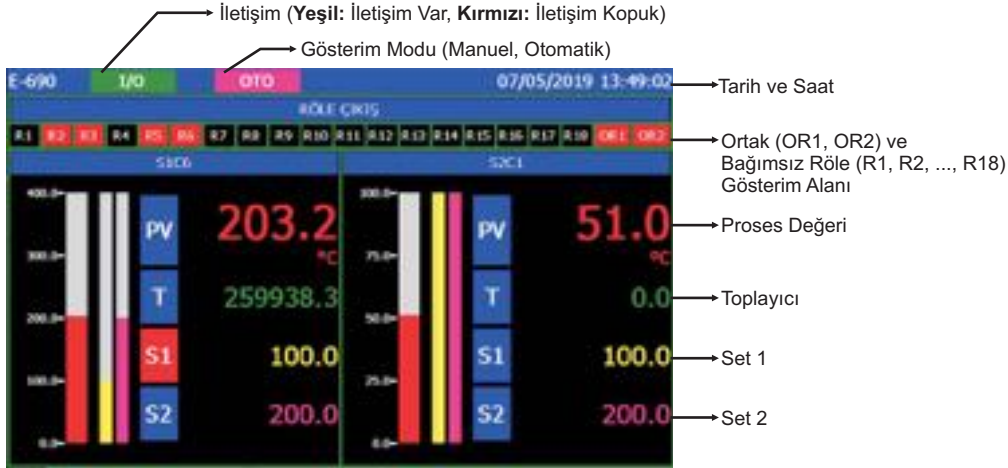 İletişim (Yeşil: İletişim Var, Kırmızı: İletişim Kopuk)
Gösterim Modu (Manuel, Otomatik)
E-690 I/O OTO 07/05/2019 13:49:02
Tarih ve Saat
RÖLE ÇIKIŞ
R1 R2 R3 R4 R5 R6 R7 R8 R9 R10 R11 R12 R13 R14 R15 R16 R17 R18 OR1 OR2
Ortak (OR1, OR2) ve
Bağımsız Röle (R1, R2, ..., R18)
Gösterim Alanı
S1C6
400.0
300.0
200.0
100.0
0.0
PV 203.2
°C
T 259938.3
S1 100.0
S2 200.0
S2C1
100.0
75.0
50.0
25.0
0.0
PV 51.0
°C
T 0.0
S1 100.0
S2 200.0
Proses Değeri
Toplayıcı
Set 1
Set 2